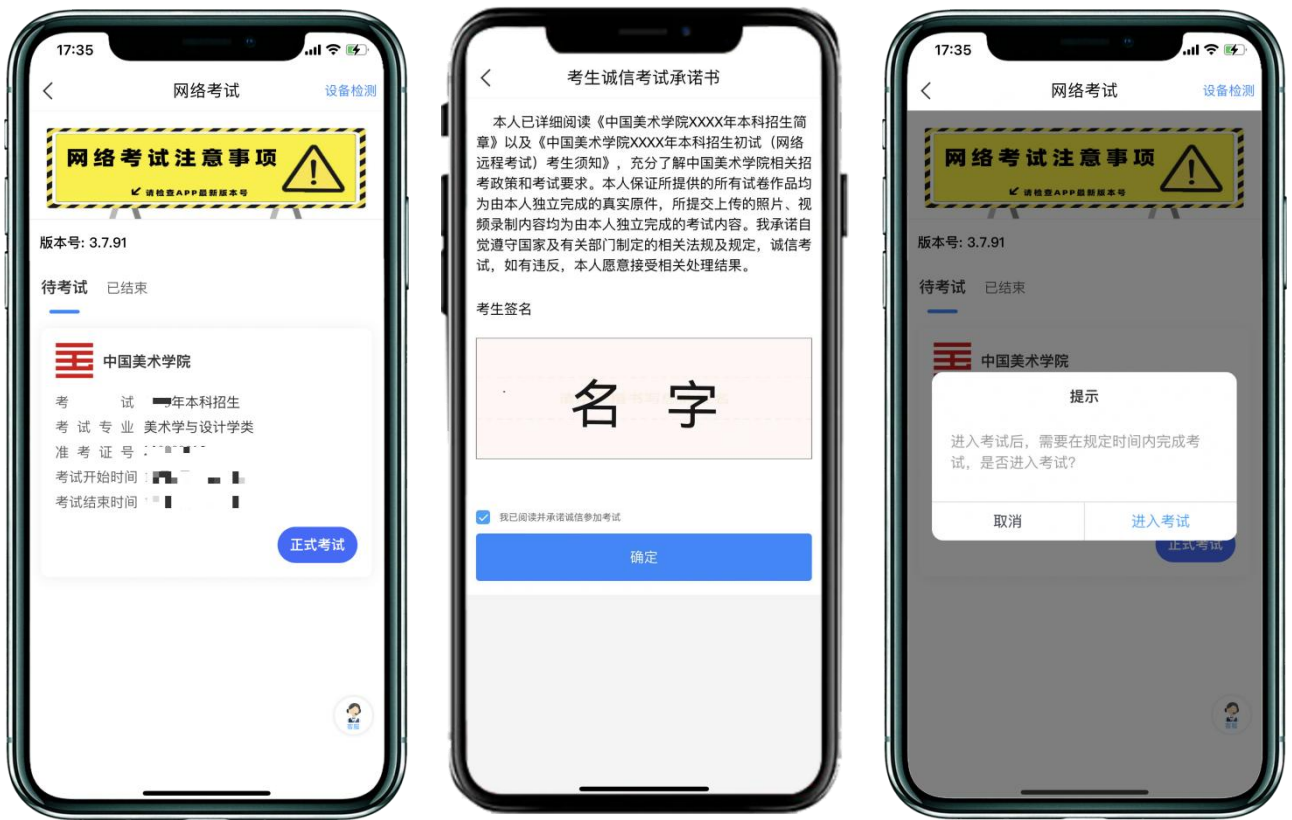 17:35
网络考试
设备检测
网络考试注意事项
请检查APP最新版本号
版本号: 3.7.91
待考试 已结束
中国美术学院
考 试 年本科招生
考 试 专 业 美术学与设计学类
准 考 证 号
考试开始时间
考试结束时间
正式考试
客服
考生诚信考试承诺书
本人已详细阅读《中国美术学院XXXX年本科招生简
章》以及《中国美术学院XXXX年本科招生初试（网络
远程考试）考生须知》，充分了解中国美术学院相关招
考政策和考试要求。本人保证所提供的所有试卷作品均
为由本人独立完成的真实原件，所提交上传的照片、视
频录制内容均为由本人独立完成的考试内容。我承诺自
觉遵守国家及有关部门制定的相关法规及规定，诚信考
试，如有违反，本人愿意接受相关处理结果。
考生签名
名 字
我已阅读并承诺诚信参加考试
确定
17:35
网络考试
设备检测
网络考试注意事项
请检查APP最新版本号
版本号: 3.7.91
待考试 已结束
中国美术学院
提示
进入考试后，需要在规定时间内完成考
试，是否进入考试?
取消 进入考试
正式考试
客服